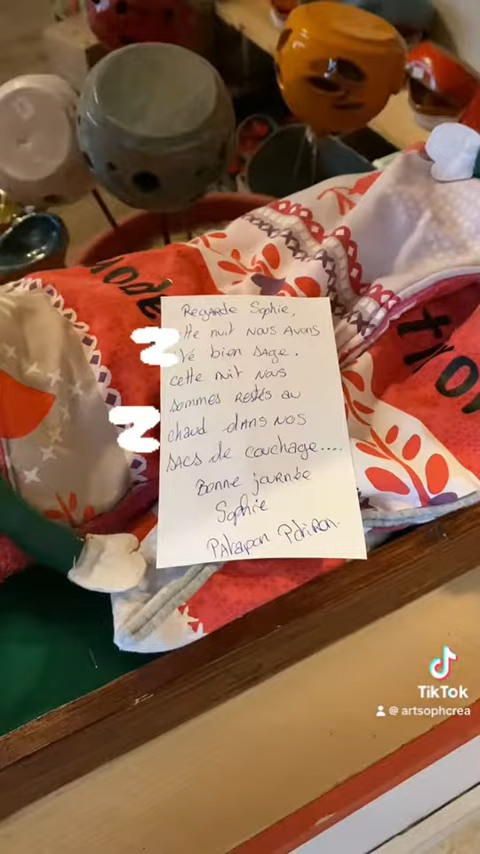 Regarde Sophie,
tte nuit nous avons
té bien sage.
cette nuit nous
sommes restés au
chaud dans nos
sacs de couchage....
Bonne journée
Sophie
Patapon
Z
Z
TikTok
@artsophcrea